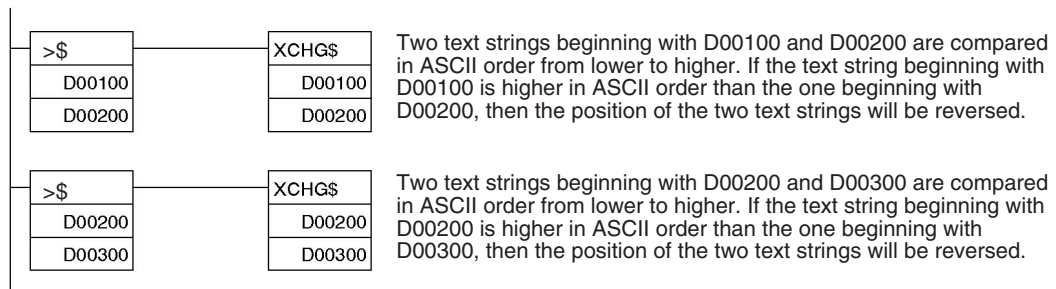 >$ XCHG$ Two text strings beginning with D00100 and D00200 are compared
in ASCII order from lower to higher. If the text string beginning with
D00100 D00100 D00100 is higher in ASCII order than the one beginning with
D00200 D00200 D00200, then the position of the two text strings will be reversed.
>$ XCHG$ Two text strings beginning with D00200 and D00300 are compared
in ASCII order from lower to higher. If the text string beginning with
D00200 D00200 D00200 is higher in ASCII order than the one beginning with
D00300 D00300 D00300, then the position of the two text strings will be reversed.